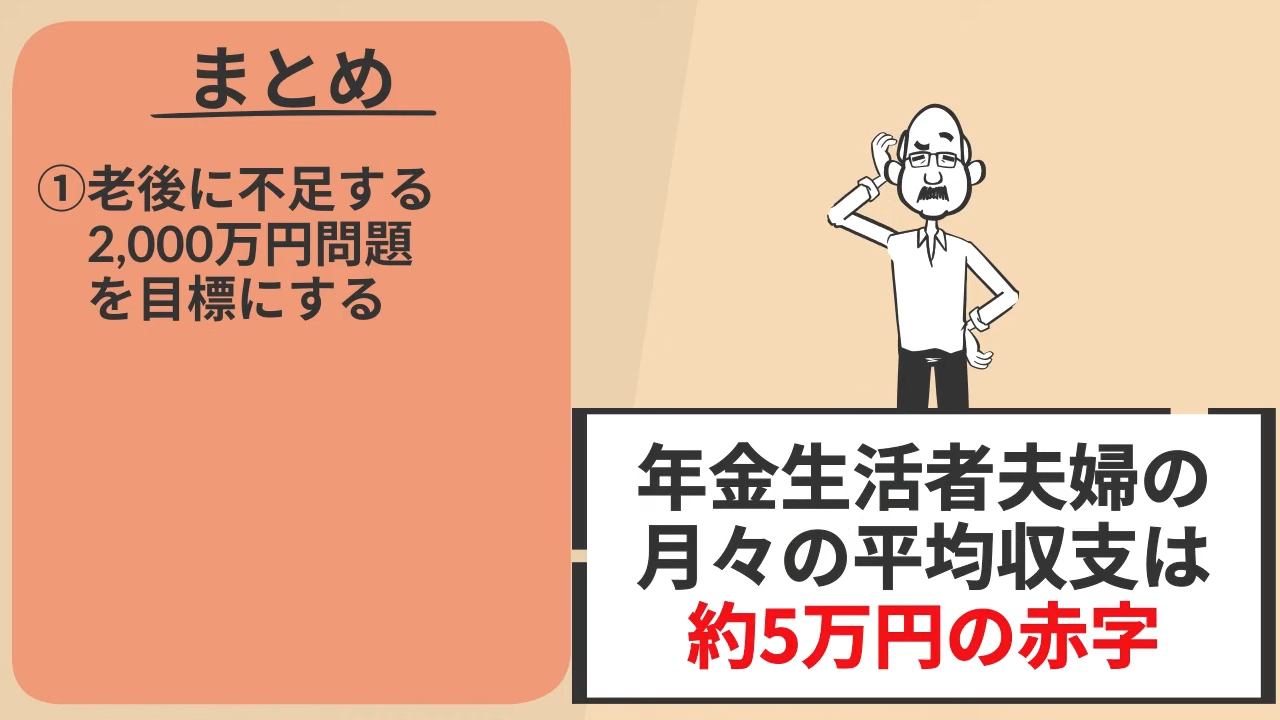 まとめ
①老後に不足する
2,000万円問題
を目標にする
年金生活者夫婦の
月々の平均収支は
約5万円の赤字